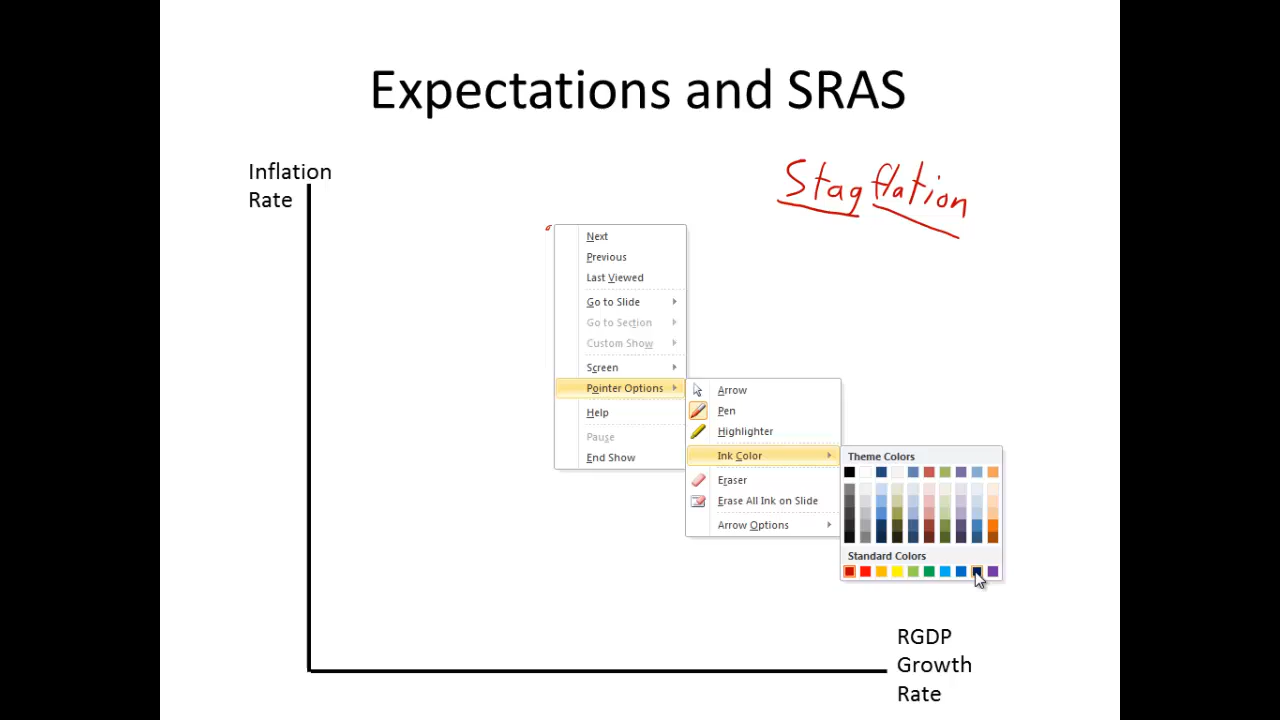 Expectations and SRAS
Inflation
Rate
Stagflation
Next
Previous
Last Viewed
Go to Slide
Go to Section
Custom Show
Screen
Pointer Options
Help
Pause
End Show
Arrow
Pen
Highlighter
Ink Color
Eraser
Erase All Ink on Slide
Arrow Options
Theme Colors
Standard Colors
RGDP
Growth
Rate